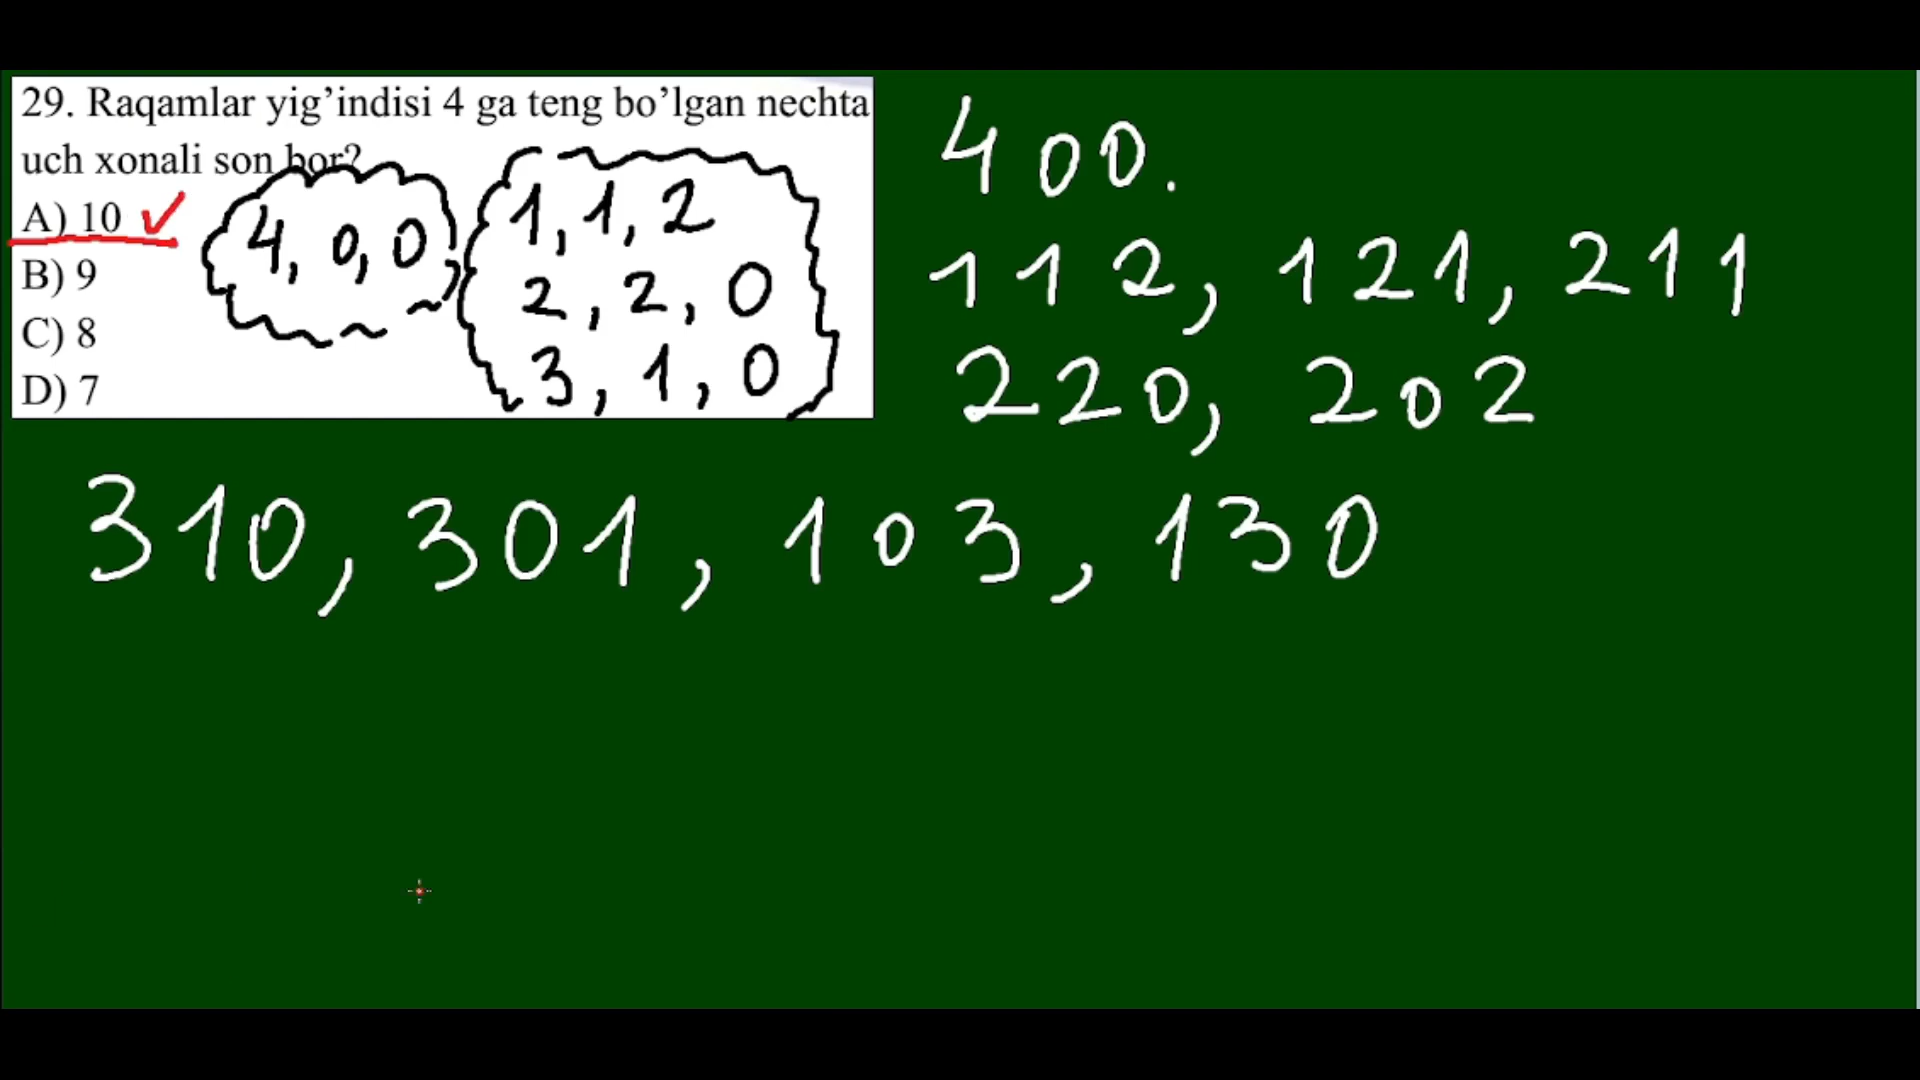 29. Raqamlar yig’indisi 4 ga teng bo’lgan nechta
uch xonali son bor?
A) 10 ✓
B) 9
C) 8
D) 7
4, 0, 0
1, 1, 2
2, 2, 0
3, 1, 0
400.
112, 121, 211
220, 202
310, 301, 103, 130